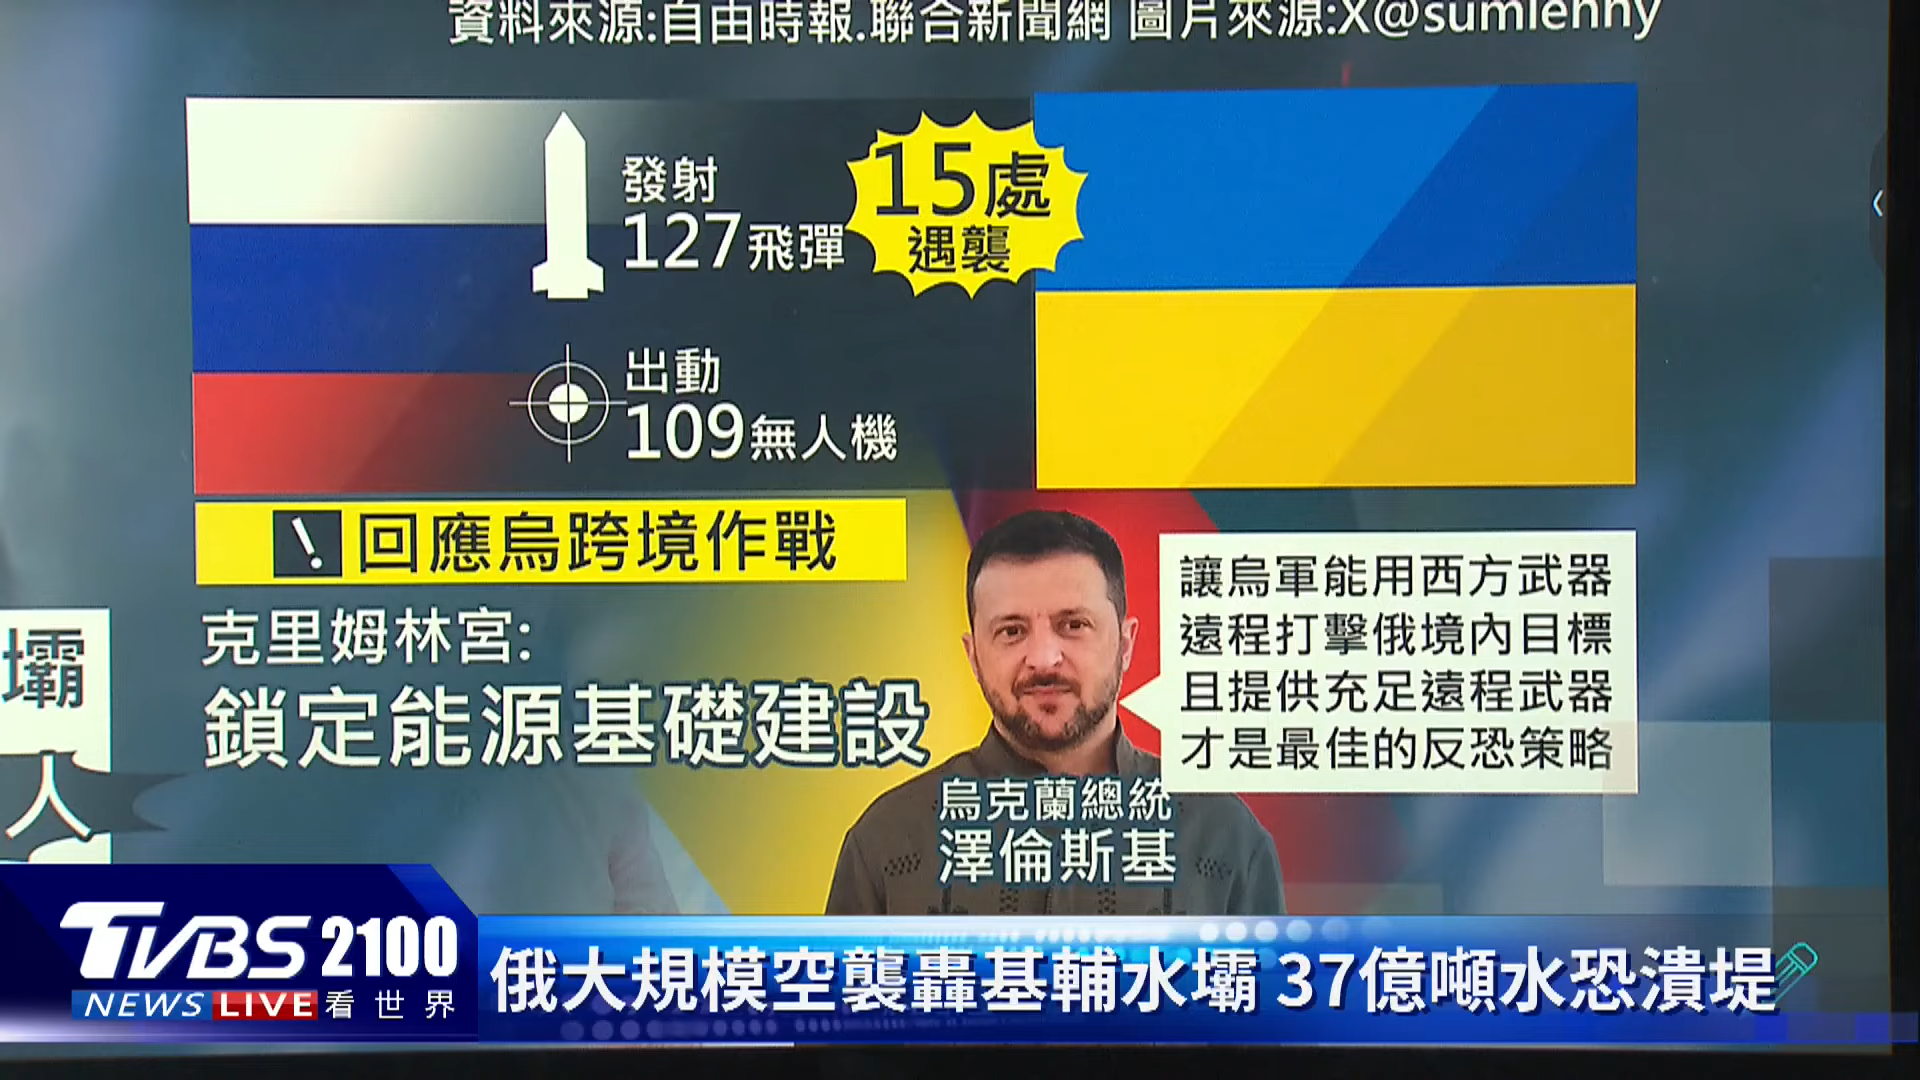 資料來源:自由時報.聯合新聞網 圖片來源:X@sumlenny
發射
127飛彈
15處
遇襲
出動
109無人機
!回應烏跨境作戰
克里姆林宮:
鎖定能源基礎建設
讓烏軍能用西方武器
遠程打擊俄境內目標
且提供充足遠程武器
才是最佳的反恐策略
烏克蘭總統
澤倫斯基
壩
人
TVBS 2100
NEWS LIVE 看世界
俄大規模空襲轟基輔水壩 37億噸水恐潰堤